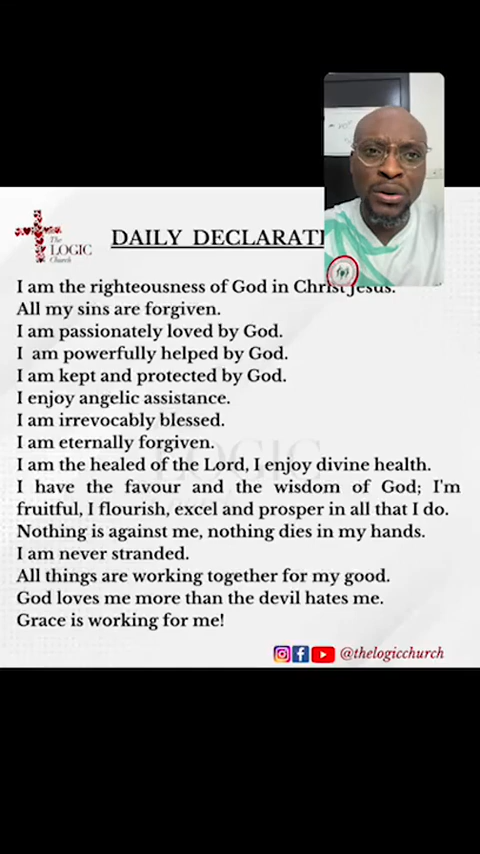 The
LOGIC
Church
DAILY DECLARATI
I am the righteousness of God in Christ Jesus.
All my sins are forgiven.
I am passionately loved by God.
I am powerfully helped by God.
I am kept and protected by God.
I enjoy angelic assistance.
I am irrevocably blessed.
I am eternally forgiven.
I am the healed of the Lord, I enjoy divine health.
I have the favour and the wisdom of God; I'm
fruitful, I flourish, excel and prosper in all that I do.
Nothing is against me, nothing dies in my hands.
I am never stranded.
All things are working together for my good.
God loves me more than the devil hates me.
Grace is working for me!
LOGIC
@thelogicchurch